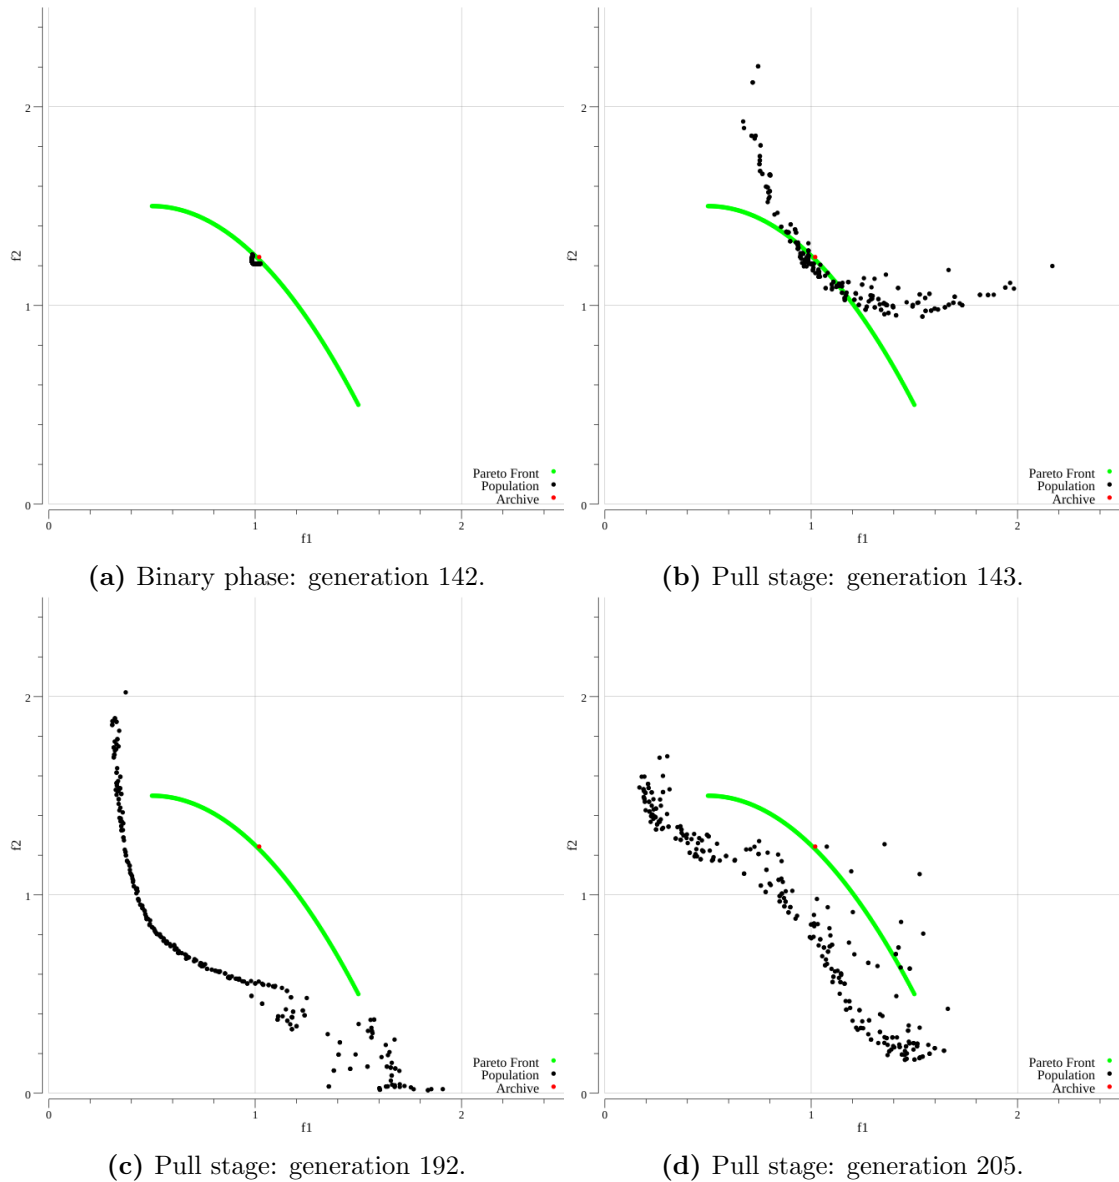 2
1
0
f2
0
1
2
f1
Pareto Front
Population
Archive
2
1
0
f2
0
1
2
f1
Pareto Front
Population
Archive
(a) Binary phase: generation 142.
(b) Pull stage: generation 143.
2
1
0
f2
0
1
2
f1
Pareto Front
Population
Archive
2
1
0
f2
0
1
2
f1
Pareto Front
Population
Archive
(c) Pull stage: generation 192.
(d) Pull stage: generation 205.